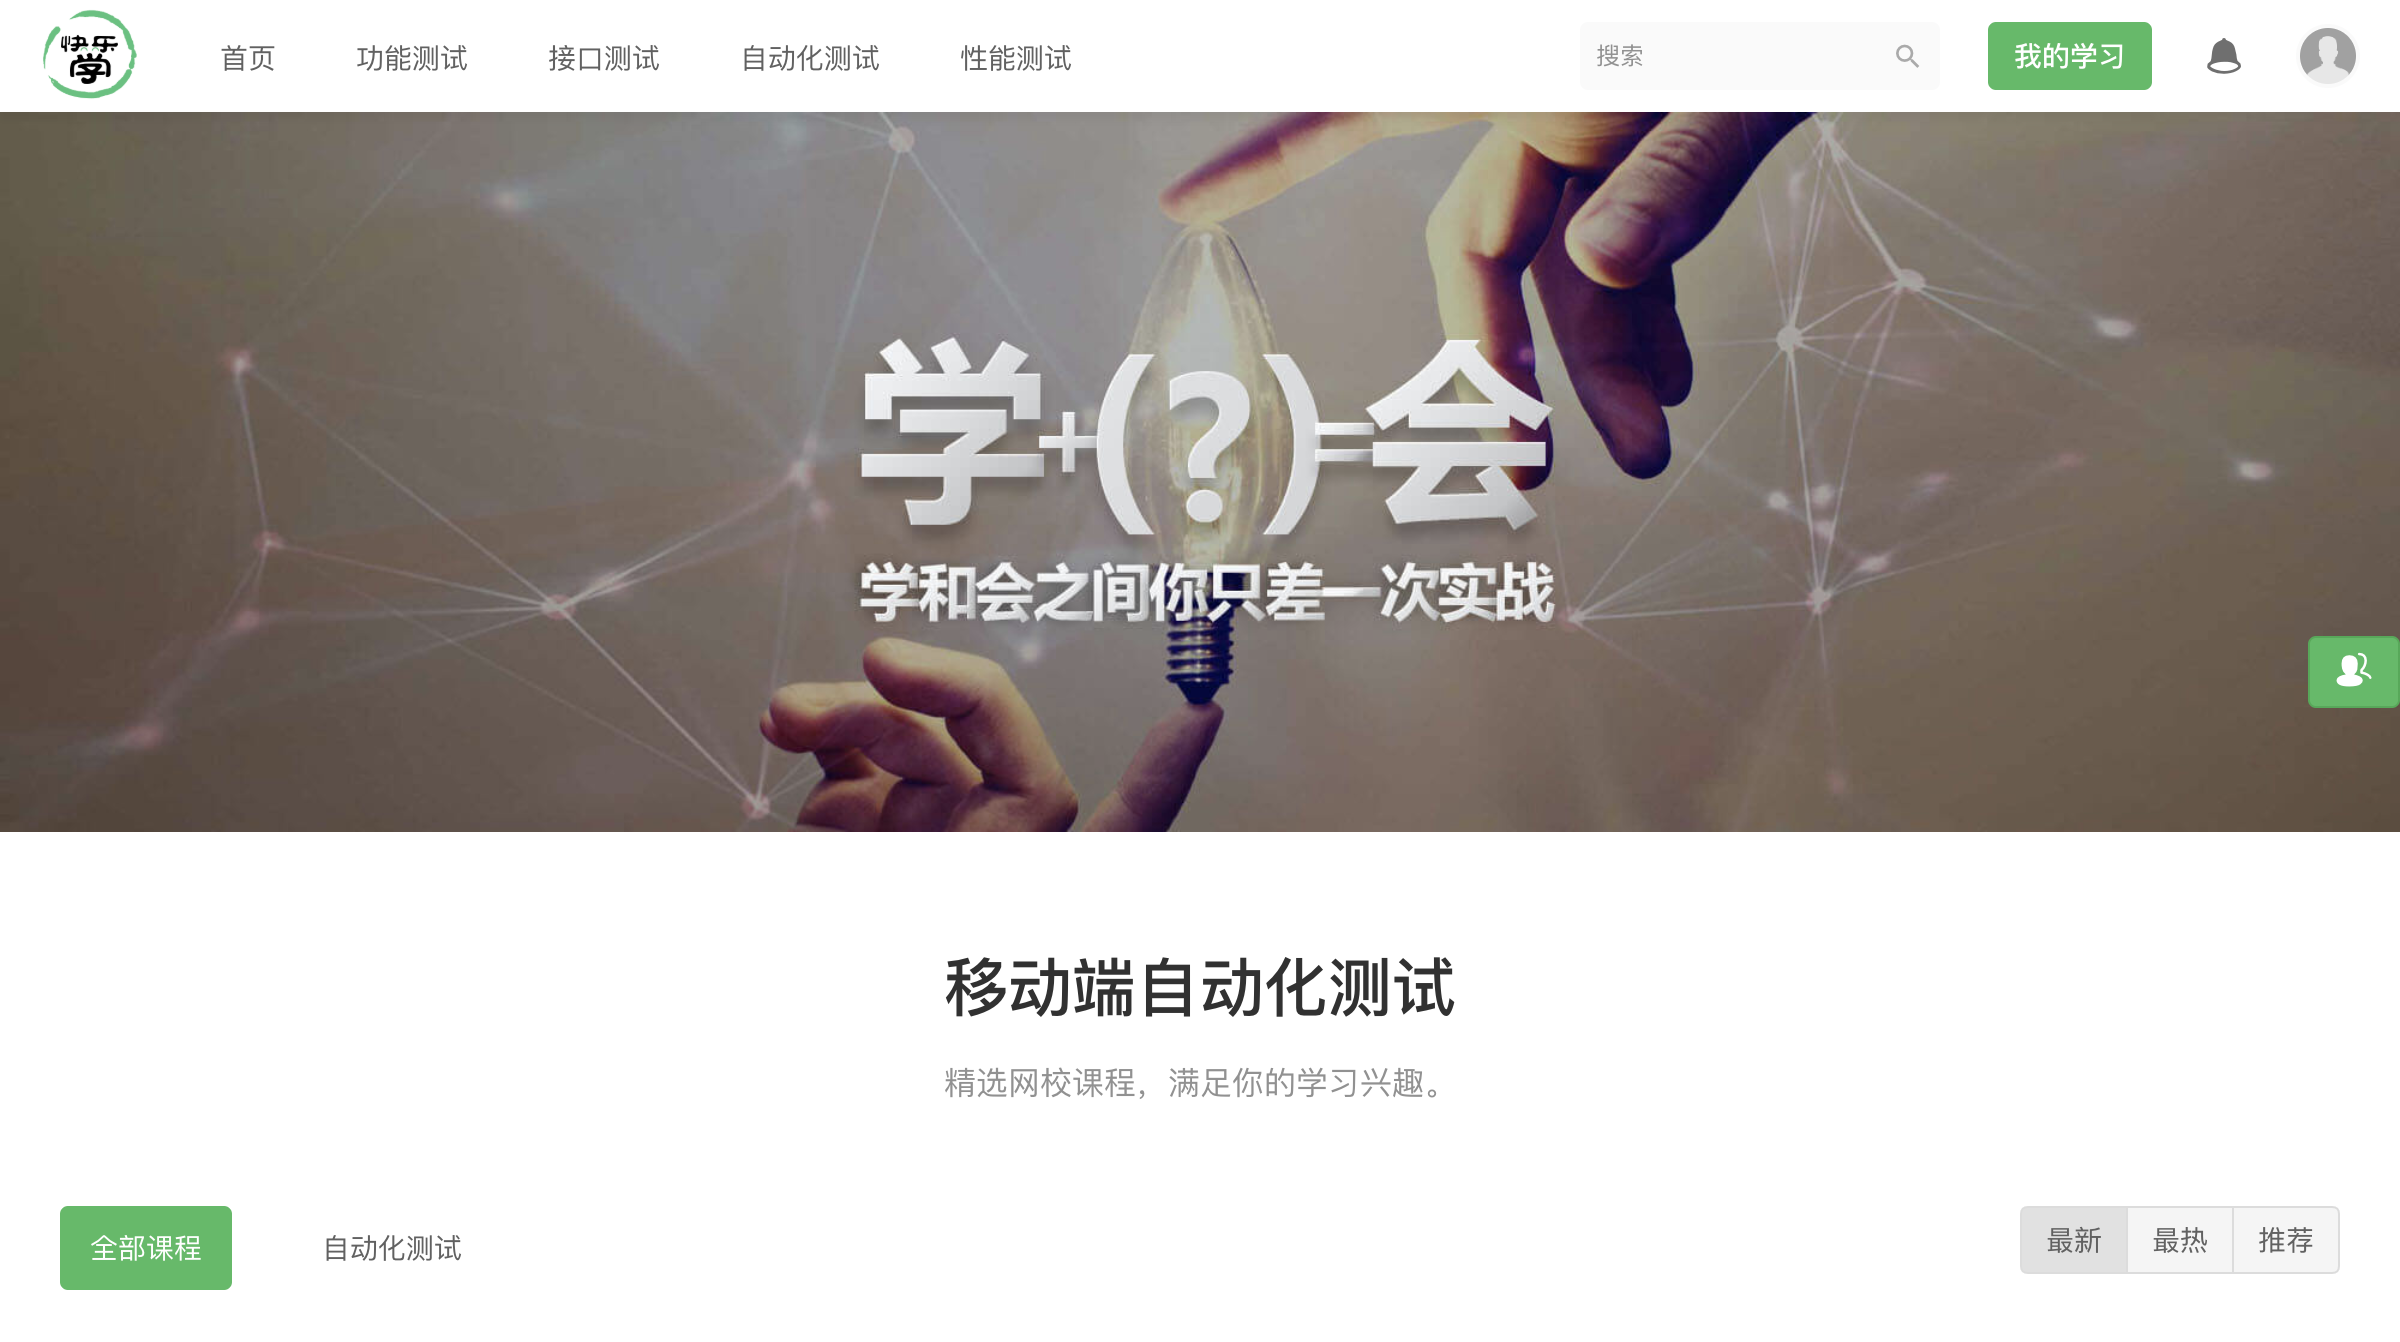 快乐
学
首页 功能测试 接口测试 自动化测试 性能测试 搜索 我的学习
学+(?)=会
学和会之间你只差一次实战
移动端自动化测试
精选网校课程，满足你的学习兴趣。
全部课程 自动化测试 最新 最热 推荐